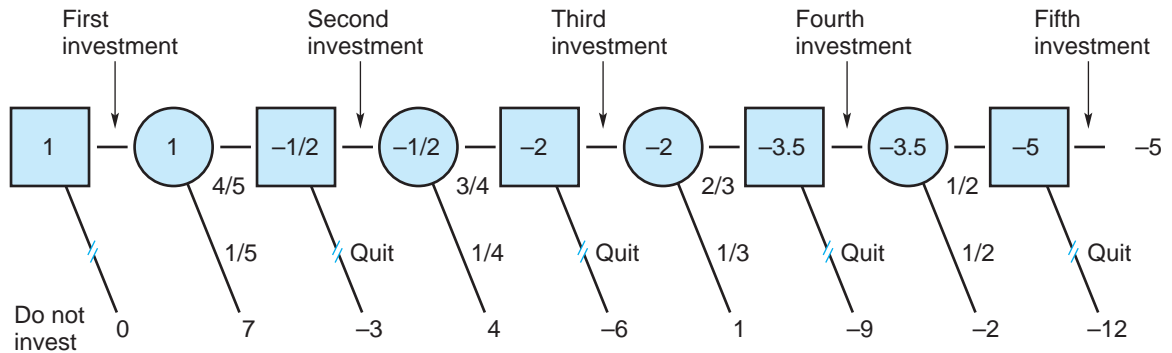 First investment
Second investment
Third investment
Fourth investment
Fifth investment
1
1
–1/2
–1/2
–2
–2
–3.5
–3.5
–5
–5
4/5
3/4
2/3
1/2
1/5
Quit
1/4
Quit
1/3
Quit
1/2
Quit
Do not invest
0
7
–3
4
–6
1
–9
–2
–12